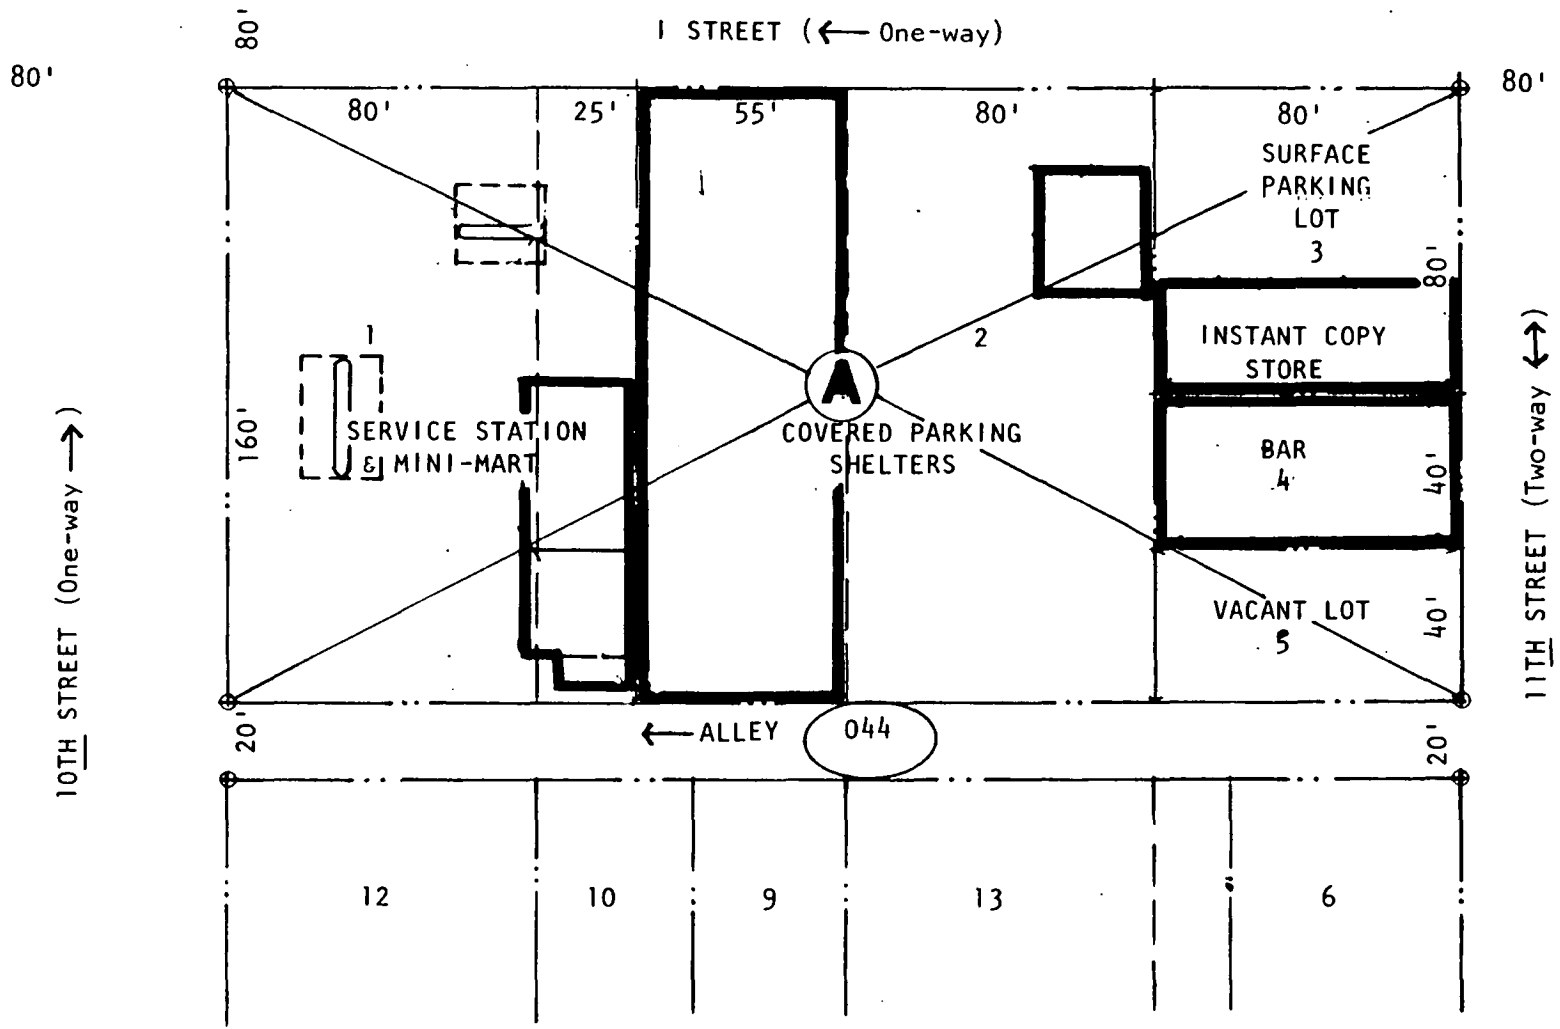 80'
I STREET (← One-way)
80'
80'
80'
25'
55'
80'
80'
SURFACE
PARKING
LOT
3
80'
1
2
INSTANT COPY
STORE
160'
SERVICE STATION
& MINI-MART
A
COVERED PARKING
SHELTERS
BAR
4
40'
VACANT LOT
5
40'
10TH STREET (One-way →)
11TH STREET (Two-way ↔)
20'
← ALLEY
044
20'
12
10
9
13
6